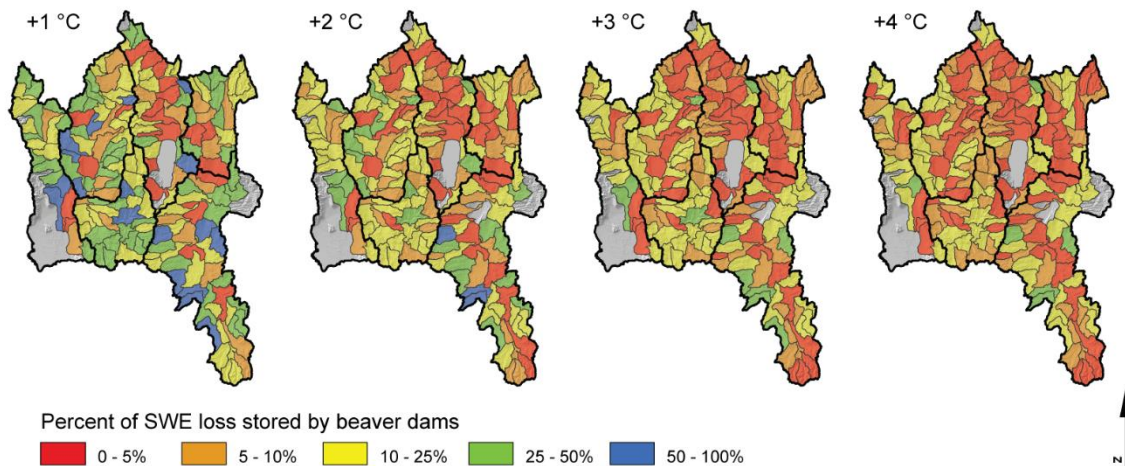 +1 °C
+2 °C
+3 °C
+4 °C
Percent of SWE loss stored by beaver dams
0 - 5%
5 - 10%
10 - 25%
25 - 50%
50 - 100%
N